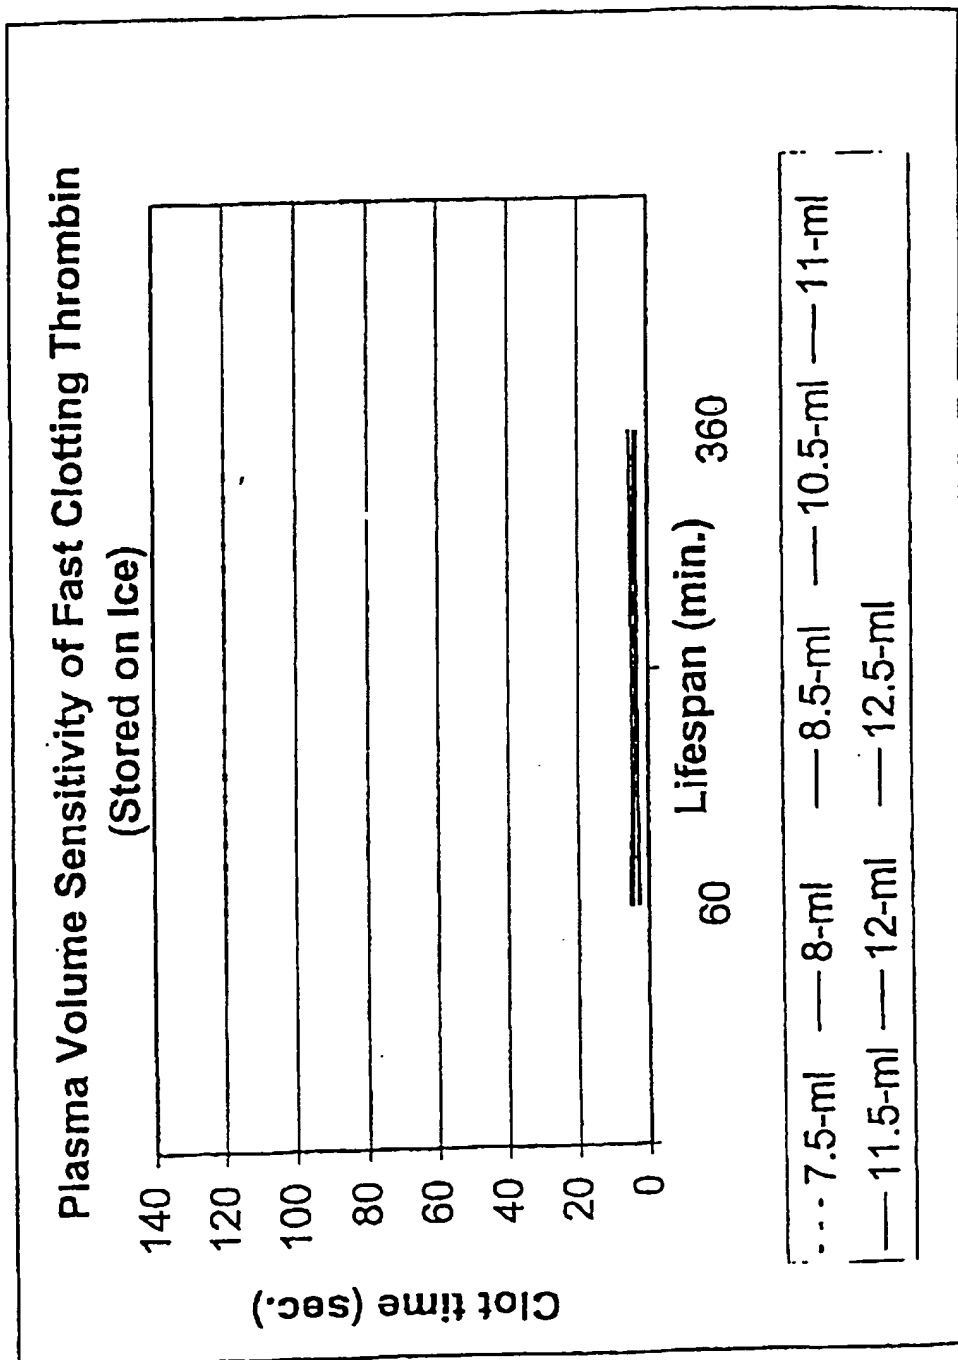 Plasma Volume Sensitivity of Fast Clotting Thrombin
(Stored on Ice)
Clot time (sec.)
140
120
100
80
60
40
20
0
60 360
Lifespan (min.)
7.5-ml 8-ml 8.5-ml 10.5-ml 11-ml
11.5-ml 12-ml 12.5-ml